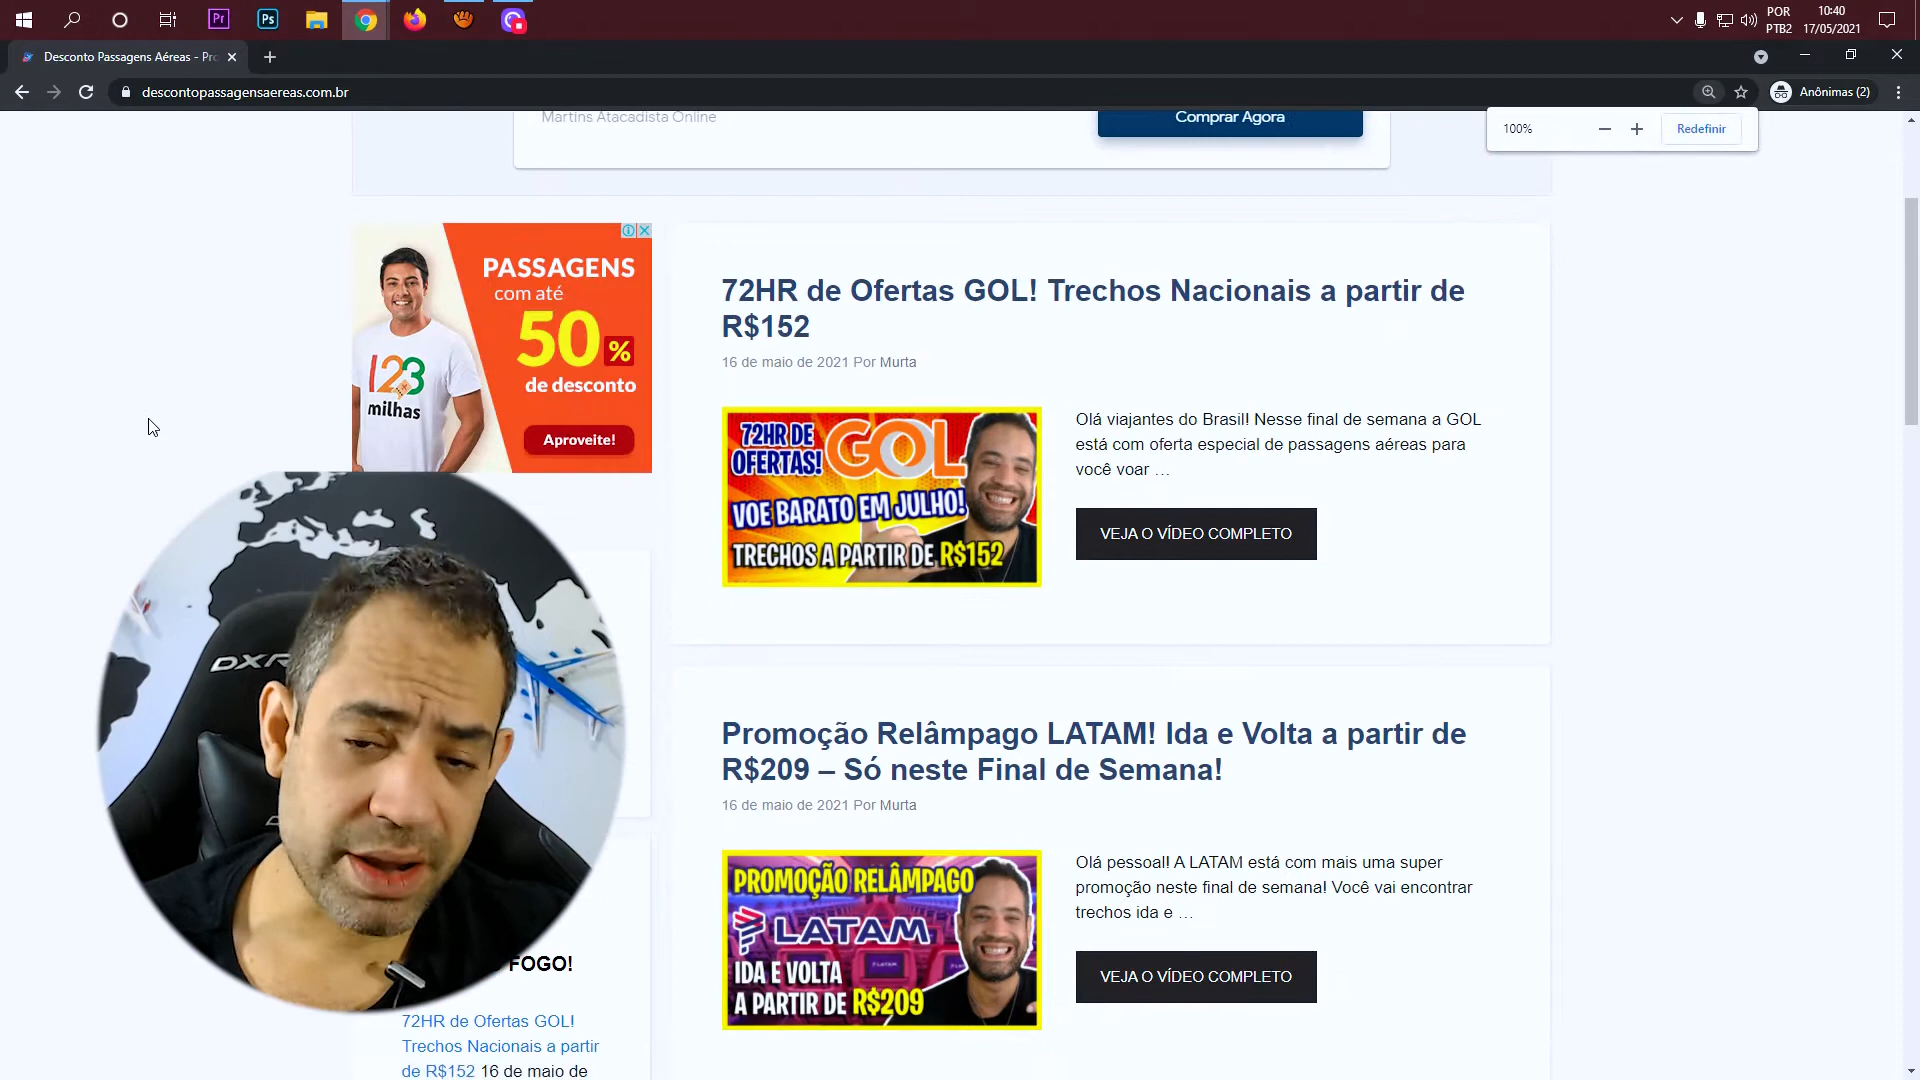 POR
PTB2
10:40
17/05/2021
Desconto Passagens Aéreas - Pro
descontopassagensaereas.com.br
Anônimas (2)
100%
Redefinir
Martins Atacadista Online
Comprar Agora
PASSAGENS
com até
50%
de desconto
123
milhas
Aproveite!
72HR de Ofertas GOL! Trechos Nacionais a partir de
R$152
16 de maio de 2021 Por Murta
72HR DE
OFERTAS!
GOL
VOE BARATO EM JULHO!
TRECHOS A PARTIR DE R$152
Olá viajantes do Brasil! Nesse final de semana a GOL
está com oferta especial de passagens aéreas para
você voar …
VEJA O VÍDEO COMPLETO
Promoção Relâmpago LATAM! Ida e Volta a partir de
R$209 – Só neste Final de Semana!
16 de maio de 2021 Por Murta
PROMOÇÃO RELÂMPAGO
LATAM
IDA E VOLTA
A PARTIR DE R$209
Olá pessoal! A LATAM está com mais uma super
promoção neste final de semana! Você vai encontrar
trechos ida e …
VEJA O VÍDEO COMPLETO
FOGO!
72HR de Ofertas GOL!
Trechos Nacionais a partir
de R$152 16 de maio de
Pr
Ps